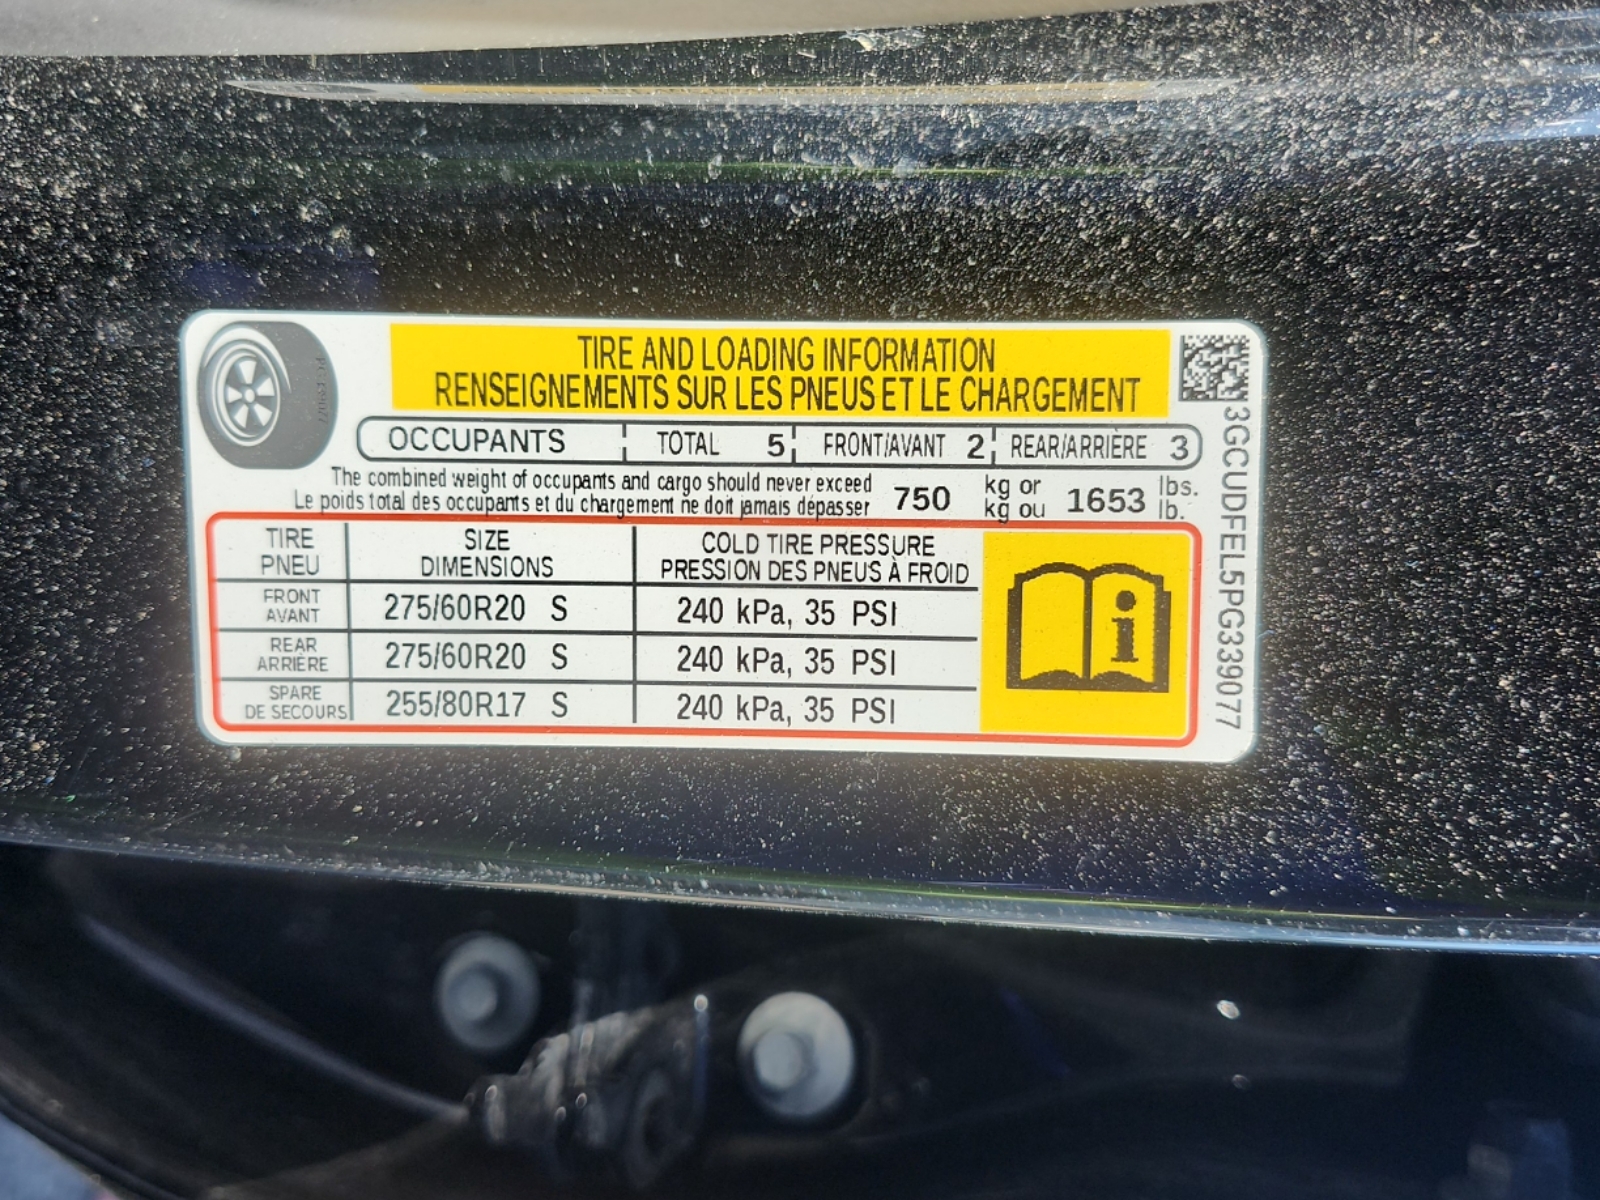 TIRE AND LOADING INFORMATION
RENSEIGNEMENTS SUR LES PNEUS ET LE CHARGEMENT
OCCUPANTS TOTAL 5 FRONT/AVANT 2 REAR/ARRIÈRE 3
The combined weight of occupants and cargo should never exceed
Le poids total des occupants et du chargement ne doit jamais dépasser
750 kg or 1653 lbs.
kg ou lb.
TIRE SIZE COLD TIRE PRESSURE
PNEU DIMENSIONS PRESSION DES PNEUS À FROID
FRONT
AVANT 275/60R20 S 240 kPa, 35 PSI
REAR
ARRIÈRE 275/60R20 S 240 kPa, 35 PSI
SPARE
DE SECOURS 255/80R17 S 240 kPa, 35 PSI
3GCUDFEL5PG339077